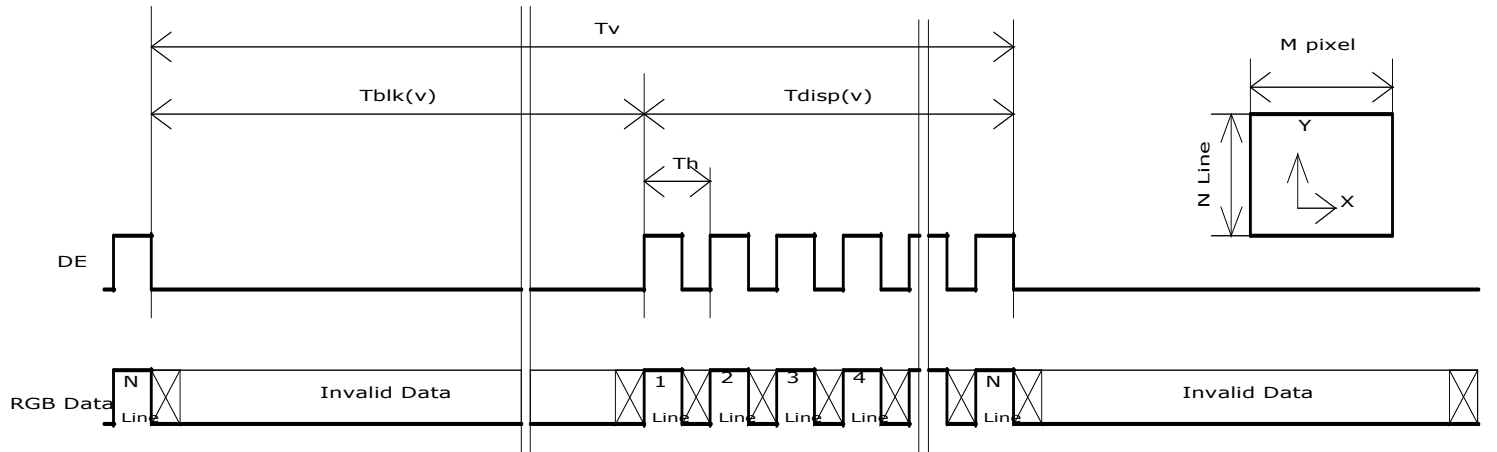 Tv
M pixel
Tblk(v)
Tdisp(v)
Th
Y
N Line
X
DE
N
Line
Invalid Data
1
Line
2
Line
3
Line
4
Line
N
Line
Invalid Data
RGB Data